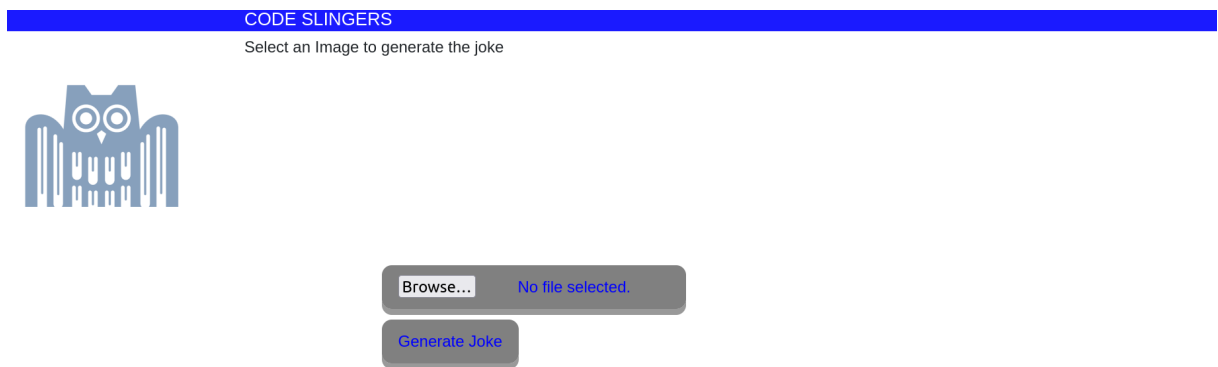 CODE SLINGERS
Select an Image to generate the joke
Browse... No file selected.
Generate Joke